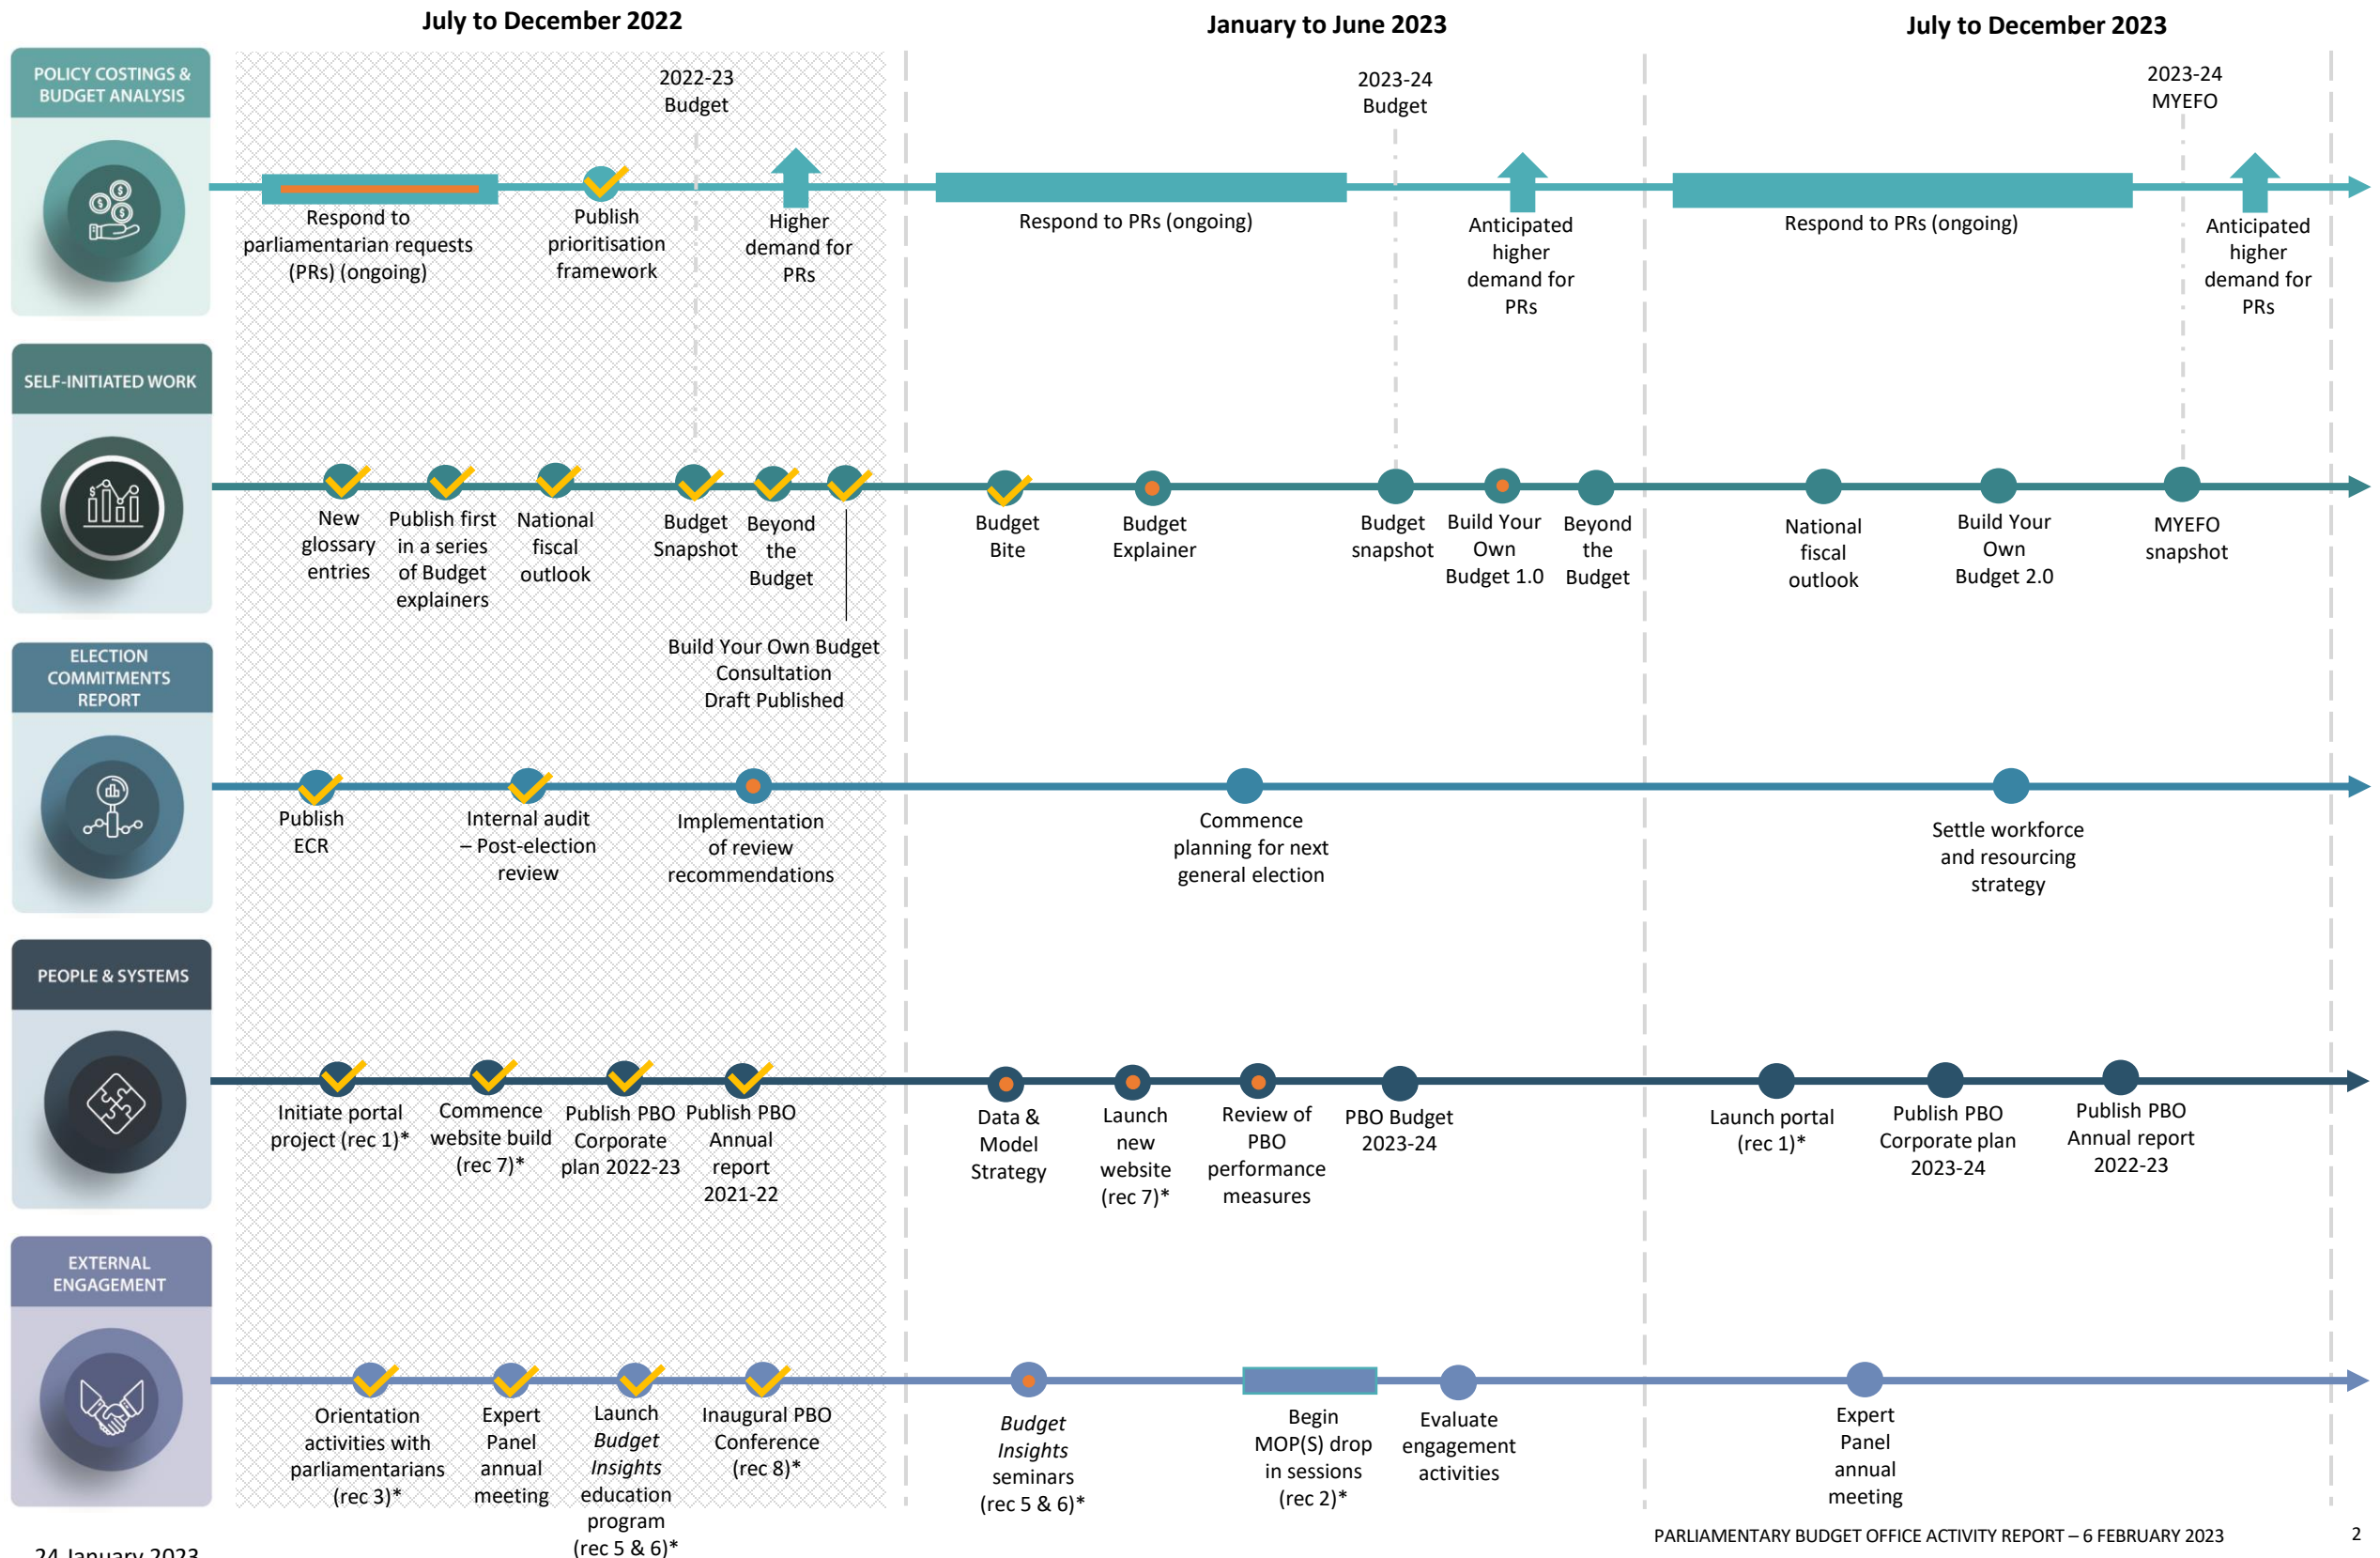 July to December 2022
January to June 2023
July to December 2023
POLICY COSTINGS &
BUDGET ANALYSIS
2022-23
Budget
2023-24
Budget
2023-24
MYEFO
Respond to
parliamentarian requests
(PRs) (ongoing)
Publish
prioritisation
framework
Higher
demand for
PRs
Respond to PRs (ongoing)
Anticipated
higher
demand for
PRs
Respond to PRs (ongoing)
Anticipated
higher
demand for
PRs
SELF-INITIATED WORK
New
glossary
entries
Publish first
in a series
of Budget
explainers
National
fiscal
outlook
Budget
Snapshot
Beyond
the
Budget
Build Your Own Budget
Consultation
Draft Published
Budget
Bite
Budget
Explainer
Budget
snapshot
Build Your
Own
Budget 1.0
Beyond
the
Budget
National
fiscal
outlook
Build Your
Own
Budget 2.0
MYEFO
snapshot
ELECTION
COMMITMENTS
REPORT
Publish
ECR
Internal audit
– Post-election
review
Implementation
of review
recommendations
Commence
planning for next
general election
Settle workforce
and resourcing
strategy
PEOPLE & SYSTEMS
Initiate portal
project (rec 1)*
Commence
website build
(rec 7)*
Publish PBO
Corporate
plan 2022-23
Publish PBO
Annual
report
2021-22
Data &
Model
Strategy
Launch
new
website
(rec 7)*
Review of
PBO
performance
measures
PBO Budget
2023-24
Launch portal
(rec 1)*
Publish PBO
Corporate plan
2023-24
Publish PBO
Annual report
2022-23
EXTERNAL
ENGAGEMENT
Orientation
activities with
parliamentarians
(rec 3)*
Expert
Panel
annual
meeting
Launch
Budget
Insights
education
program
(rec 5 & 6)*
Inaugural PBO
Conference
(rec 8)*
Budget
Insights
seminars
(rec 5 & 6)*
Begin
MOP(S) drop
in sessions
(rec 2)*
Evaluate
engagement
activities
Expert
Panel
annual
meeting
24 January 2023
PARLIAMENTARY BUDGET OFFICE ACTIVITY REPORT – 6 FEBRUARY 2023
2